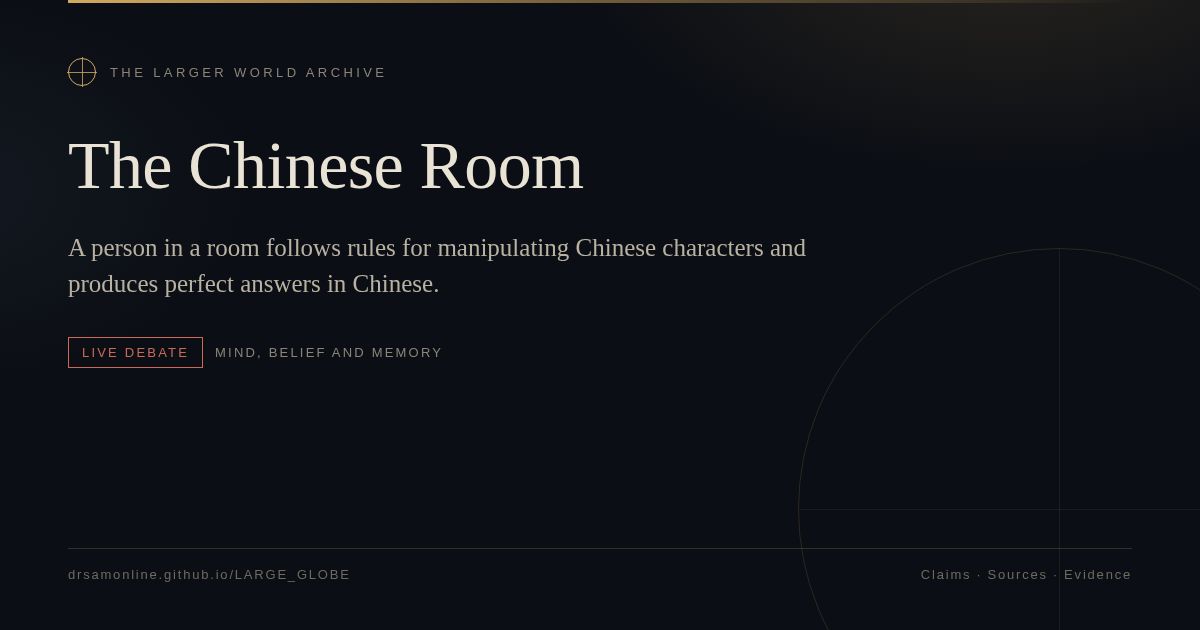 THE LARGER WORLD ARCHIVE
The Chinese Room
A person in a room follows rules for manipulating Chinese characters and
produces perfect answers in Chinese.
LIVE DEBATE MIND, BELIEF AND MEMORY
drsamonline.github.io/LARGE_GLOBE Claims · Sources · Evidence